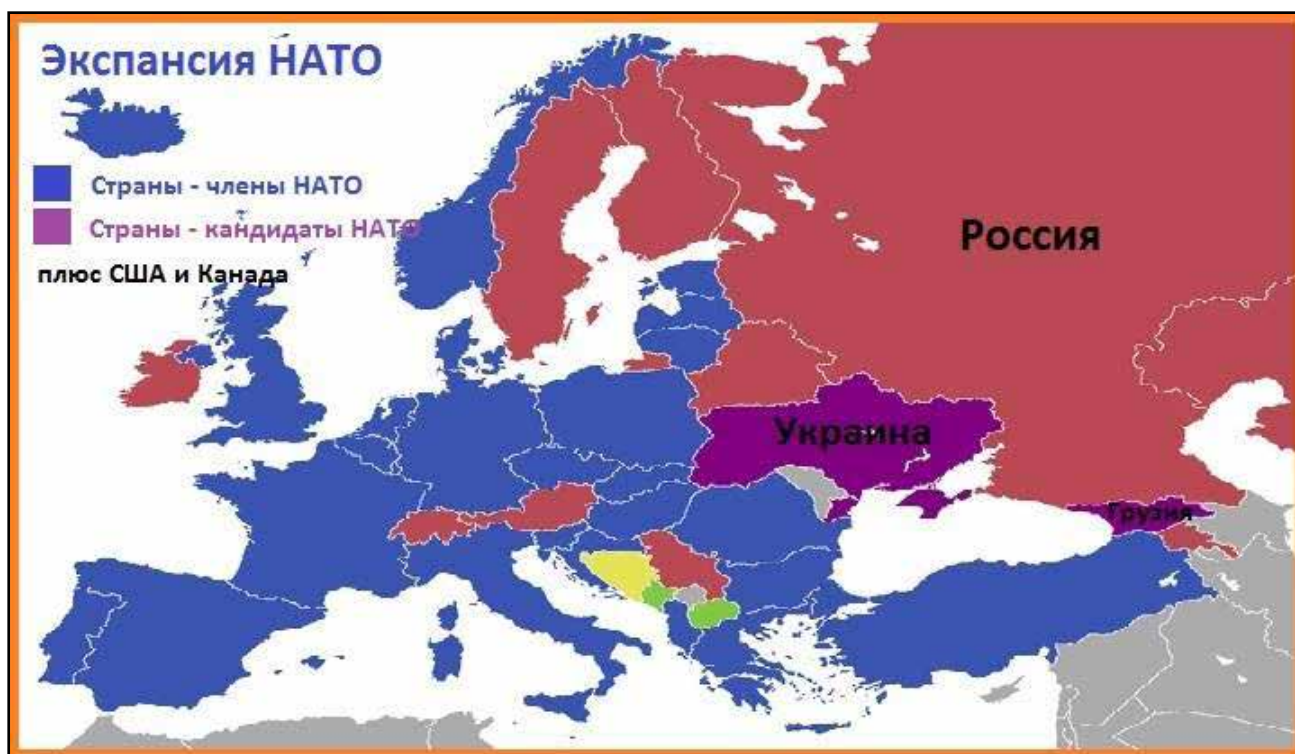 Экспансия НАТО
Страны - члены НАТО
Страны - кандидаты НАТО
плюс США и Канада
Россия
Украина
Грузия